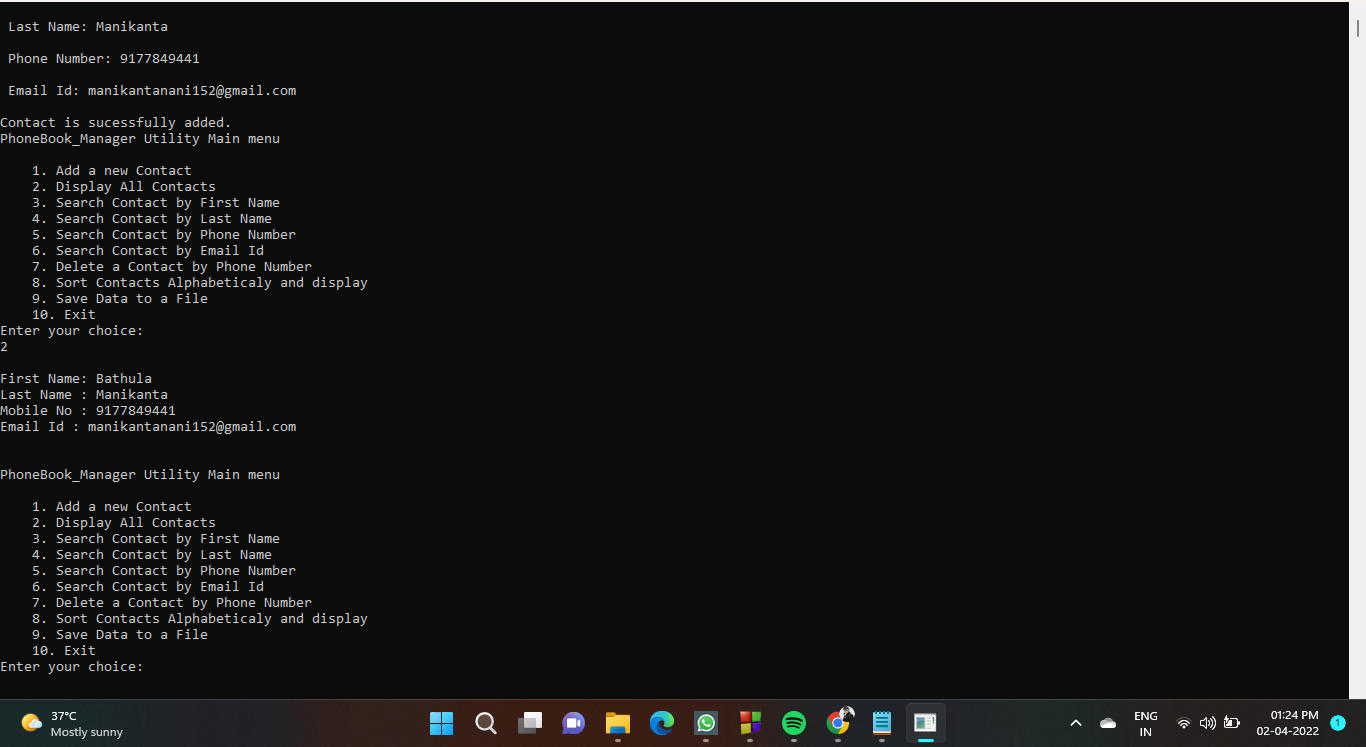 Last Name: Manikanta
Phone Number: 9177849441
Email Id: manikantanani152@gmail.com
Contact is sucessfully added.
PhoneBook_Manager Utility Main menu
1. Add a new Contact
2. Display All Contacts
3. Search Contact by First Name
4. Search Contact by Last Name
5. Search Contact by Phone Number
6. Search Contact by Email Id
7. Delete a Contact by Phone Number
8. Sort Contacts Alphabeticaly and display
9. Save Data to a File
10. Exit
Enter your choice:
2
First Name: Bathula
Last Name : Manikanta
Mobile No : 9177849441
Email Id : manikantanani152@gmail.com
PhoneBook_Manager Utility Main menu
1. Add a new Contact
2. Display All Contacts
3. Search Contact by First Name
4. Search Contact by Last Name
5. Search Contact by Phone Number
6. Search Contact by Email Id
7. Delete a Contact by Phone Number
8. Sort Contacts Alphabeticaly and display
9. Save Data to a File
10. Exit
Enter your choice:
37°C
Mostly sunny
ENG
IN
01:24 PM
02-04-2022
1